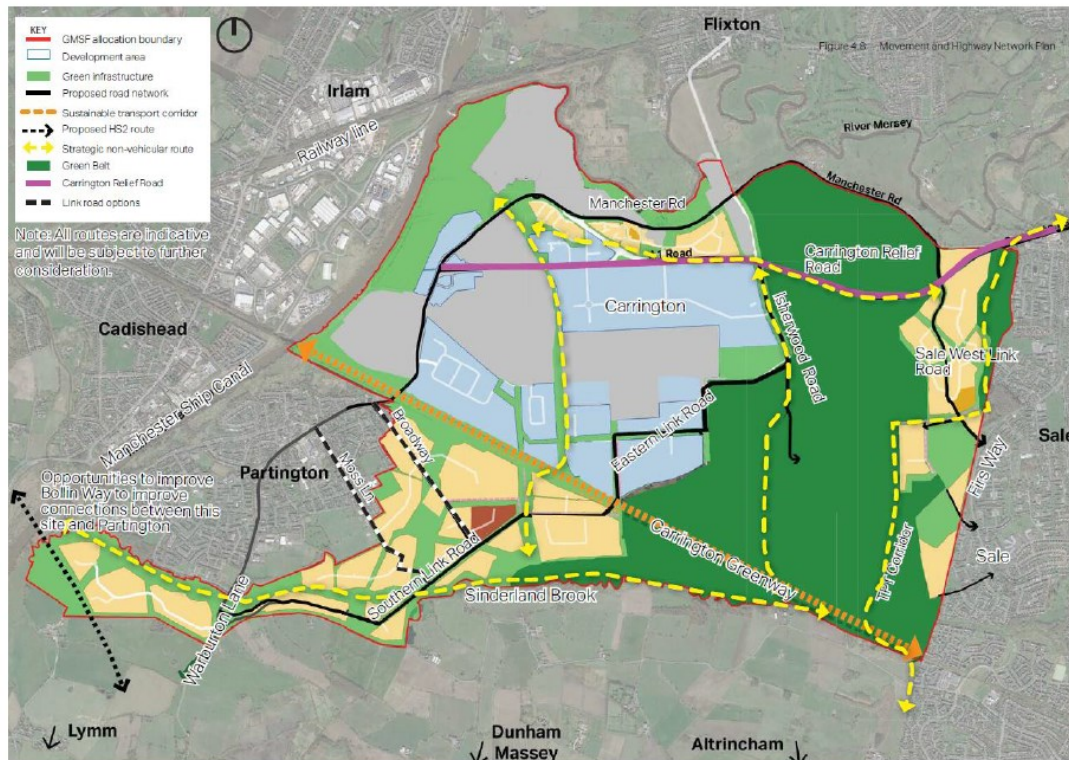 KEY
GMSF allocation boundary
Development area
Green infrastructure
Proposed road network
Sustainable transport corridor
Proposed HS2 route
Strategic non-vehicular route
Green Belt
Carrington Relief Road
Link road options
Note: All routes are indicative
and will be subject to further
consideration.
Figure 4.8 Movement and Highway Network Plan
Flixton
Irlam
Railway line
River Mersey
Manchester Rd
Manchester Rd
Road
Carrington Relief
Road
Carrington
Isherwood Road
Cadishead
Manchester Ship Canal
Sale West Link
Road
Sale
Broadway
Moss Ln
Eastern Link Road
Partington
Firs Way
Opportunities to improve
Bollin Way to improve
connections between this
site and Partington.
Southern Link Road
Carrington Greenway
TPT Corridor
Sale
Sinderland Brook
Warburton Lane
Lymm
Dunham
Massey
Altrincham